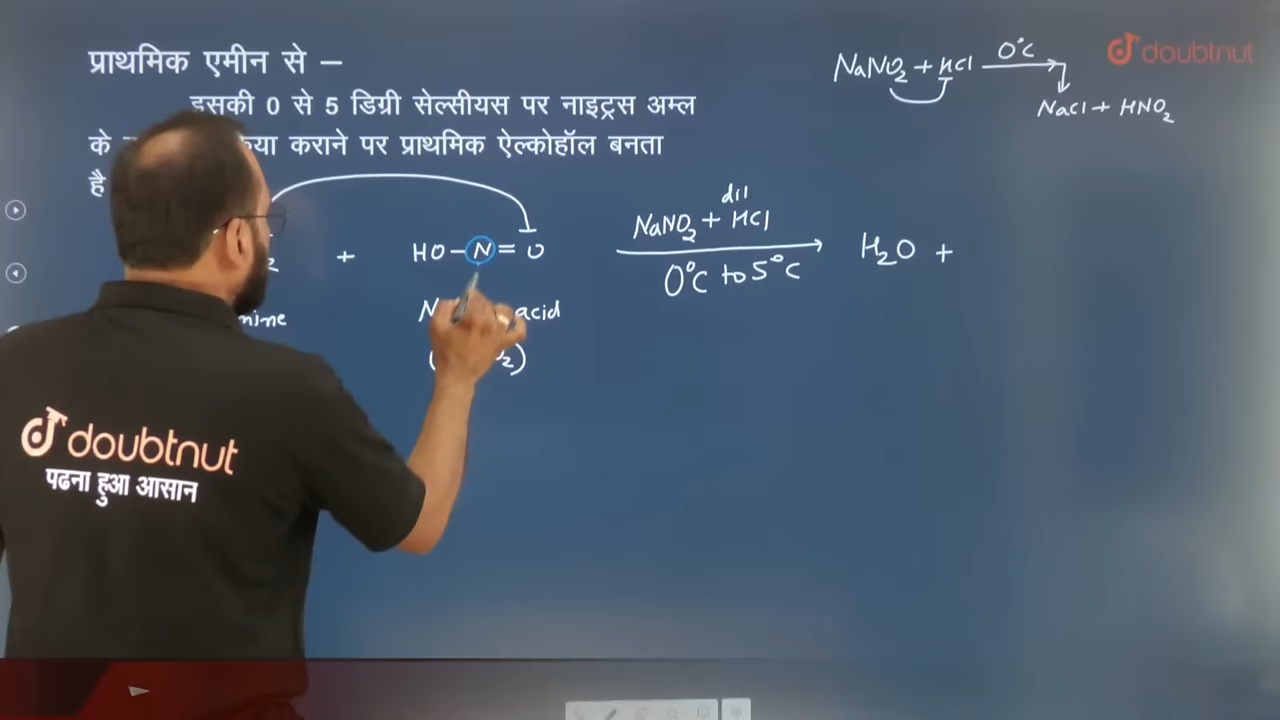 प्राथमिक एमीन से –
इसकी 0 से 5 डिग्री सेल्सीयस पर नाइट्रस अम्ल
के कराने पर प्राथमिक ऐल्कोहॉल बनता
है
NaNO₂ + HCl 0°C
NaCl + HNO₂
doubtnut
+ HO – N = O
dil
NaNO₂ + HCl
0°C to 5°C
H₂O +
acid
doubtnut
पढना हुआ आसान